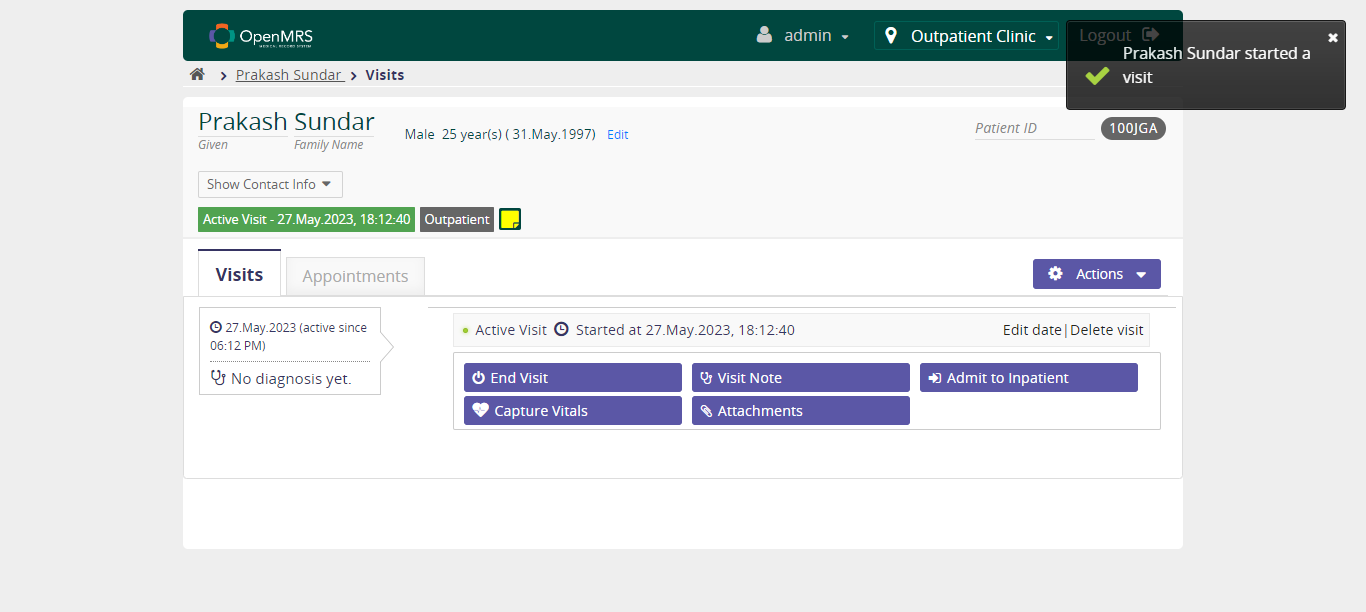 OpenMRS
MEDICAL RECORD SYSTEM
admin
Outpatient Clinic
Logout
Prakash Sundar started a
visit
Prakash Sundar
Visits
Prakash Sundar
Given Family Name
Male 25 year(s) ( 31.May.1997) Edit
Patient ID 100JGA
Show Contact Info
Active Visit - 27.May.2023, 18:12:40 Outpatient
Visits
Appointments
Actions
27.May.2023 (active since
06:12 PM)
No diagnosis yet.
Active Visit Started at 27.May.2023, 18:12:40 Edit date|Delete visit
End Visit Visit Note Admit to Inpatient
Capture Vitals Attachments